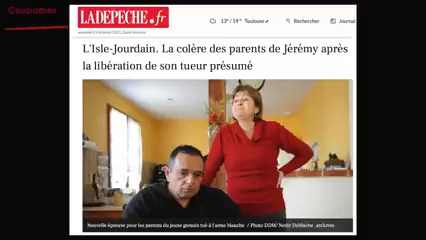 Coupables
LADEPECHE.fr
13° / 19° Toulouse
Rechercher
Journal
L'Isle-Jourdain. La colère des parents de Jérémy après
la libération de son tueur présumé
Nouvelle épreuve pour les parents du jeune gersois tué à l'arme blanche. / Photo DDM/ Nedir Debbiche, archives